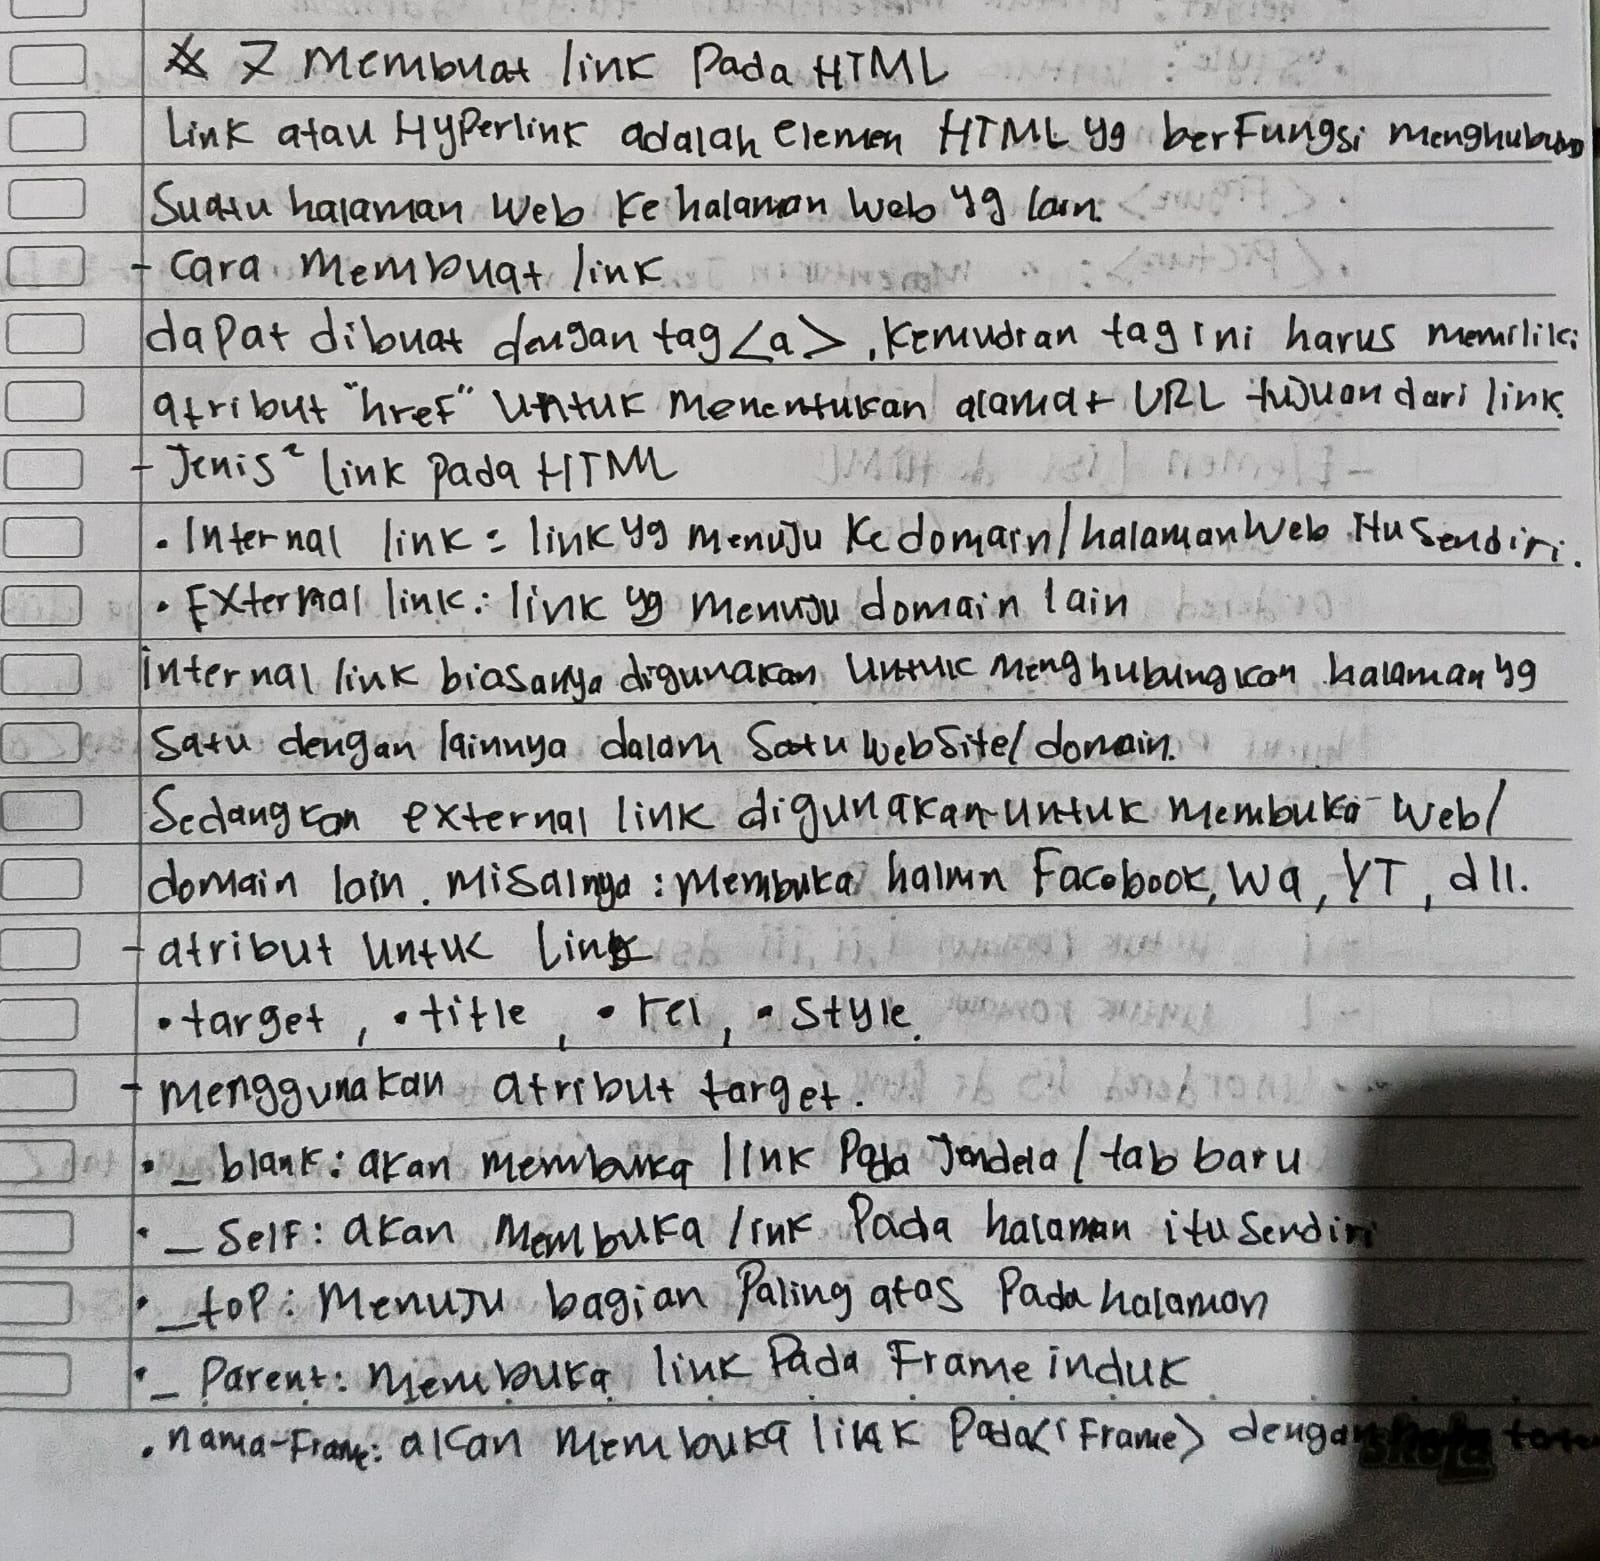 7 Membuat link Pada HTML
Link atau HyPerlink adalah Elemen HTML yg berFungsi menghubung
Suatu halaman Web Ke halaman Web yg lain.
- Cara Membuat link
dapat dibuat dengan tag <a>, Kemudian tag ini harus memiliki
atribut "href" Untuk Menentukan alamat URL tujuan dari link
- Jenis² link Pada HTML
• Internal link = link yg menuju Ke domain/halaman Web itu Sendiri.
• External link : link yg menuju domain lain
internal link biasanya digunakan Untuk menghubungkan halaman yg
Satu dengan lainnya dalam Satu WebSite/domain.
Sedangkan external link digunakan untuk membuka Web/
domain lain. Misalnya : Membuka halmn Facebook, Wa, YT, dll.
- atribut Untuk Link
• target, • title, • rel, • Style.
- menggunakan atribut target.
• _ blank : akan membuka link Pada Jendela / tab baru
• _ Self : akan Membuka link Pada halaman itu Sendiri
• _ toP : Menuju bagian Paling atas Pada halaman
• _ Parent : Membuka link Pada Frame induk
• nama-Frame : akan Membuka link Pada <iFrame> dengan